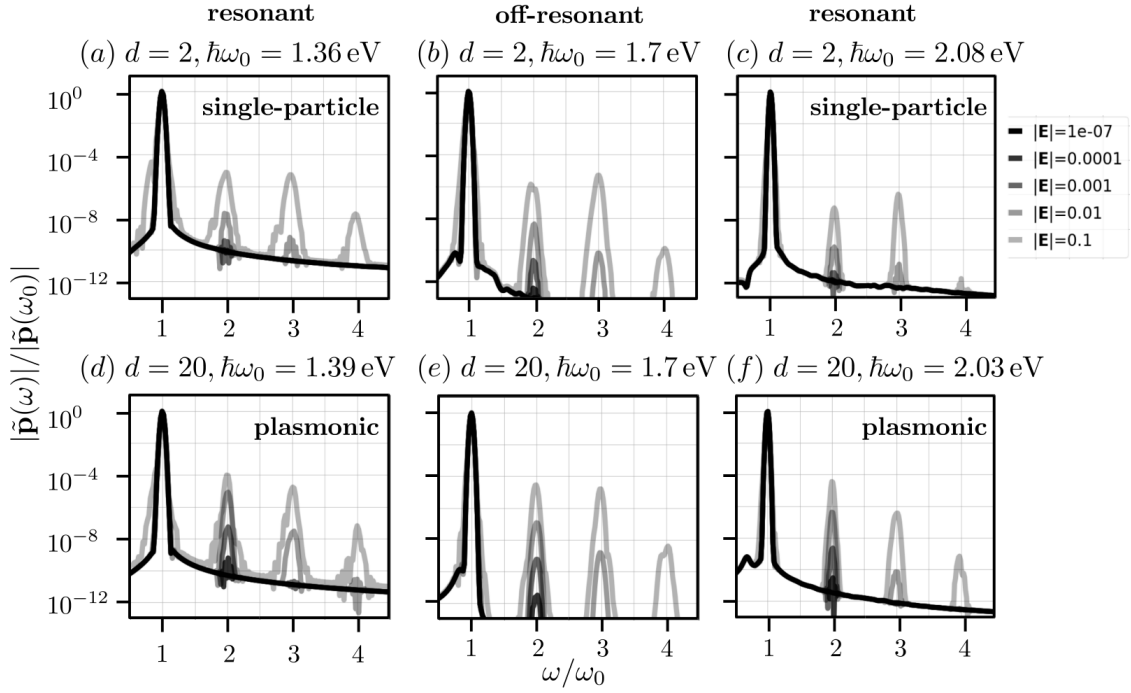 resonant off-resonant resonant
(a) d = 2, ħω₀ = 1.36 eV (b) d = 2, ħω₀ = 1.7 eV (c) d = 2, ħω₀ = 2.08 eV
single-particle single-particle
|E|=1e-07
|E|=0.0001
|E|=0.001
|E|=0.01
|E|=0.1
10⁰
10⁻⁴
10⁻⁸
10⁻¹²
1 2 3 4 1 2 3 4 1 2 3 4
|p̃(ω)|/|p̃(ω₀)|
(d) d = 20, ħω₀ = 1.39 eV (e) d = 20, ħω₀ = 1.7 eV (f) d = 20, ħω₀ = 2.03 eV
plasmonic plasmonic
10⁰
10⁻⁴
10⁻⁸
10⁻¹²
1 2 3 4 1 2 3 4 1 2 3 4
ω/ω₀